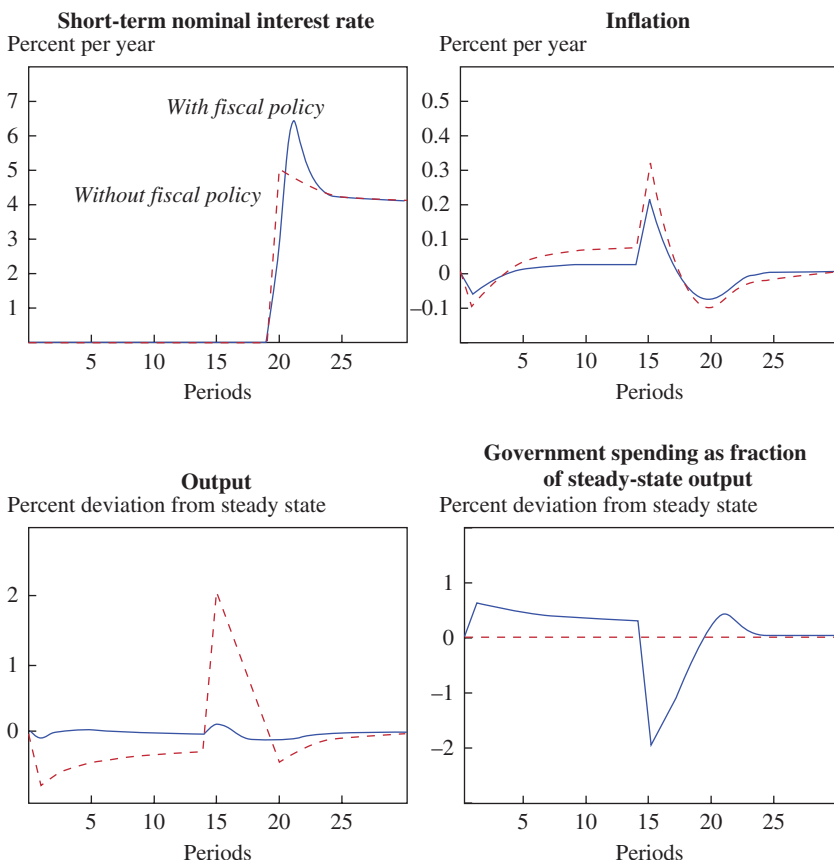 Short-term nominal interest rate
Percent per year
7
6
5
4
3
2
1
With fiscal policy
Without fiscal policy
5 10 15 20 25
Periods
Inflation
Percent per year
0.5
0.4
0.3
0.2
0.1
0
–0.1
5 10 15 20 25
Periods
Output
Percent deviation from steady state
2
1
0
5 10 15 20 25
Periods
Government spending as fraction
of steady-state output
Percent deviation from steady state
1
0
–1
–2
5 10 15 20 25
Periods